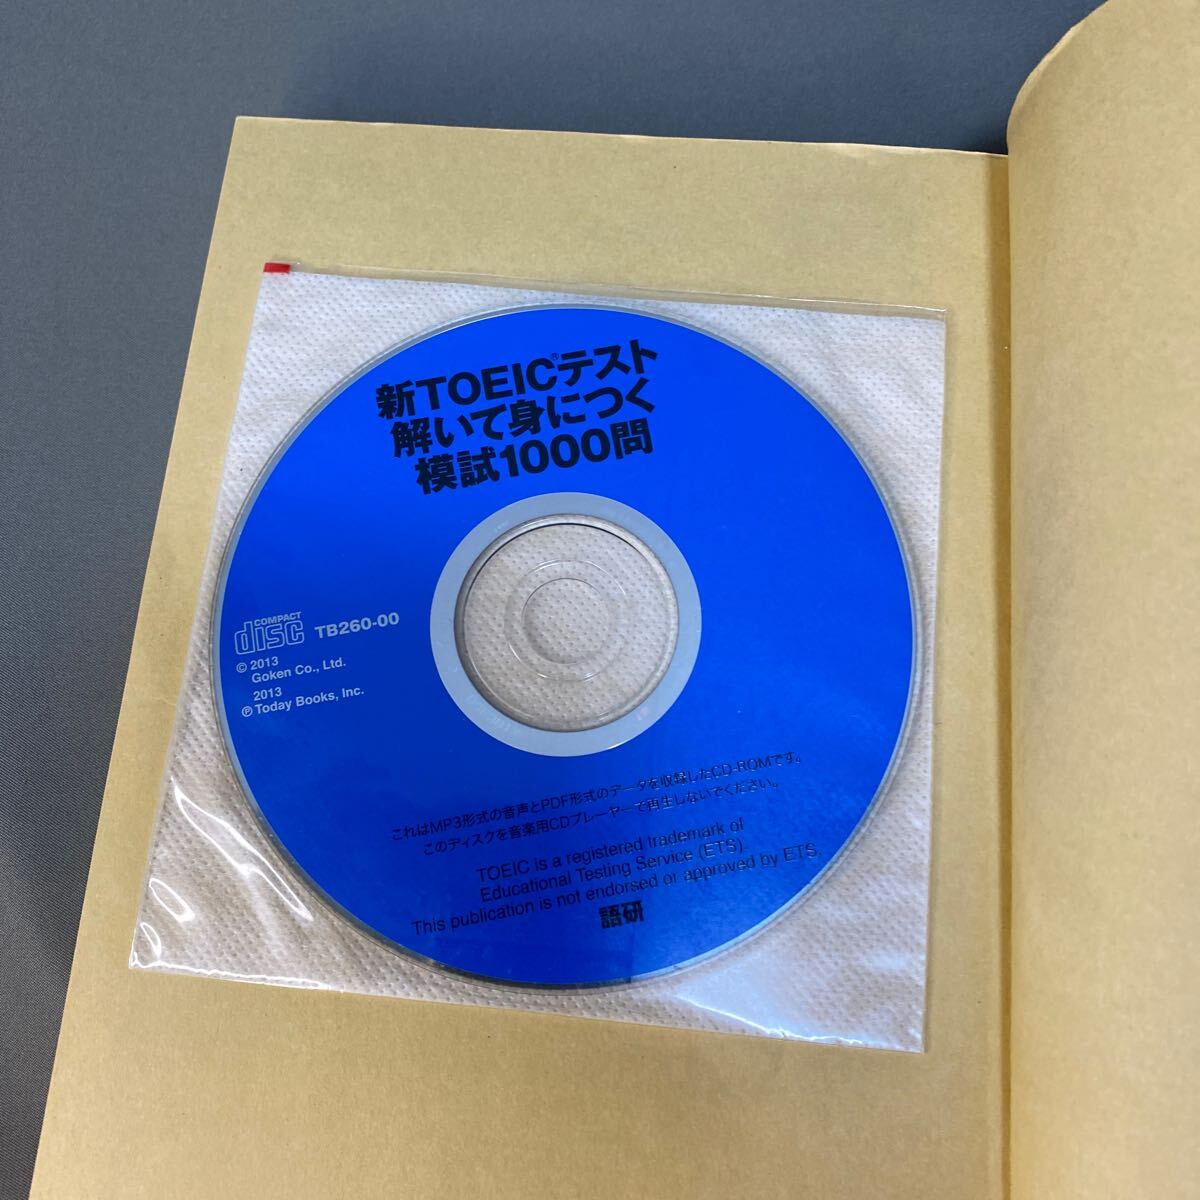 新TOEIC®テスト
解いて身につく
模試1000問
COMPACT
disc
TB260-00
© 2013
Goken Co., Ltd.
2013
℗ Today Books, Inc.
これはMP3形式の音声とPDF形式のデータを収録したCD-ROMです。
このディスクを音楽用CDプレーヤーで再生しないでください。
TOEIC is a registered trademark of
Educational Testing Service (ETS).
This publication is not endorsed or approved by ETS.
語研